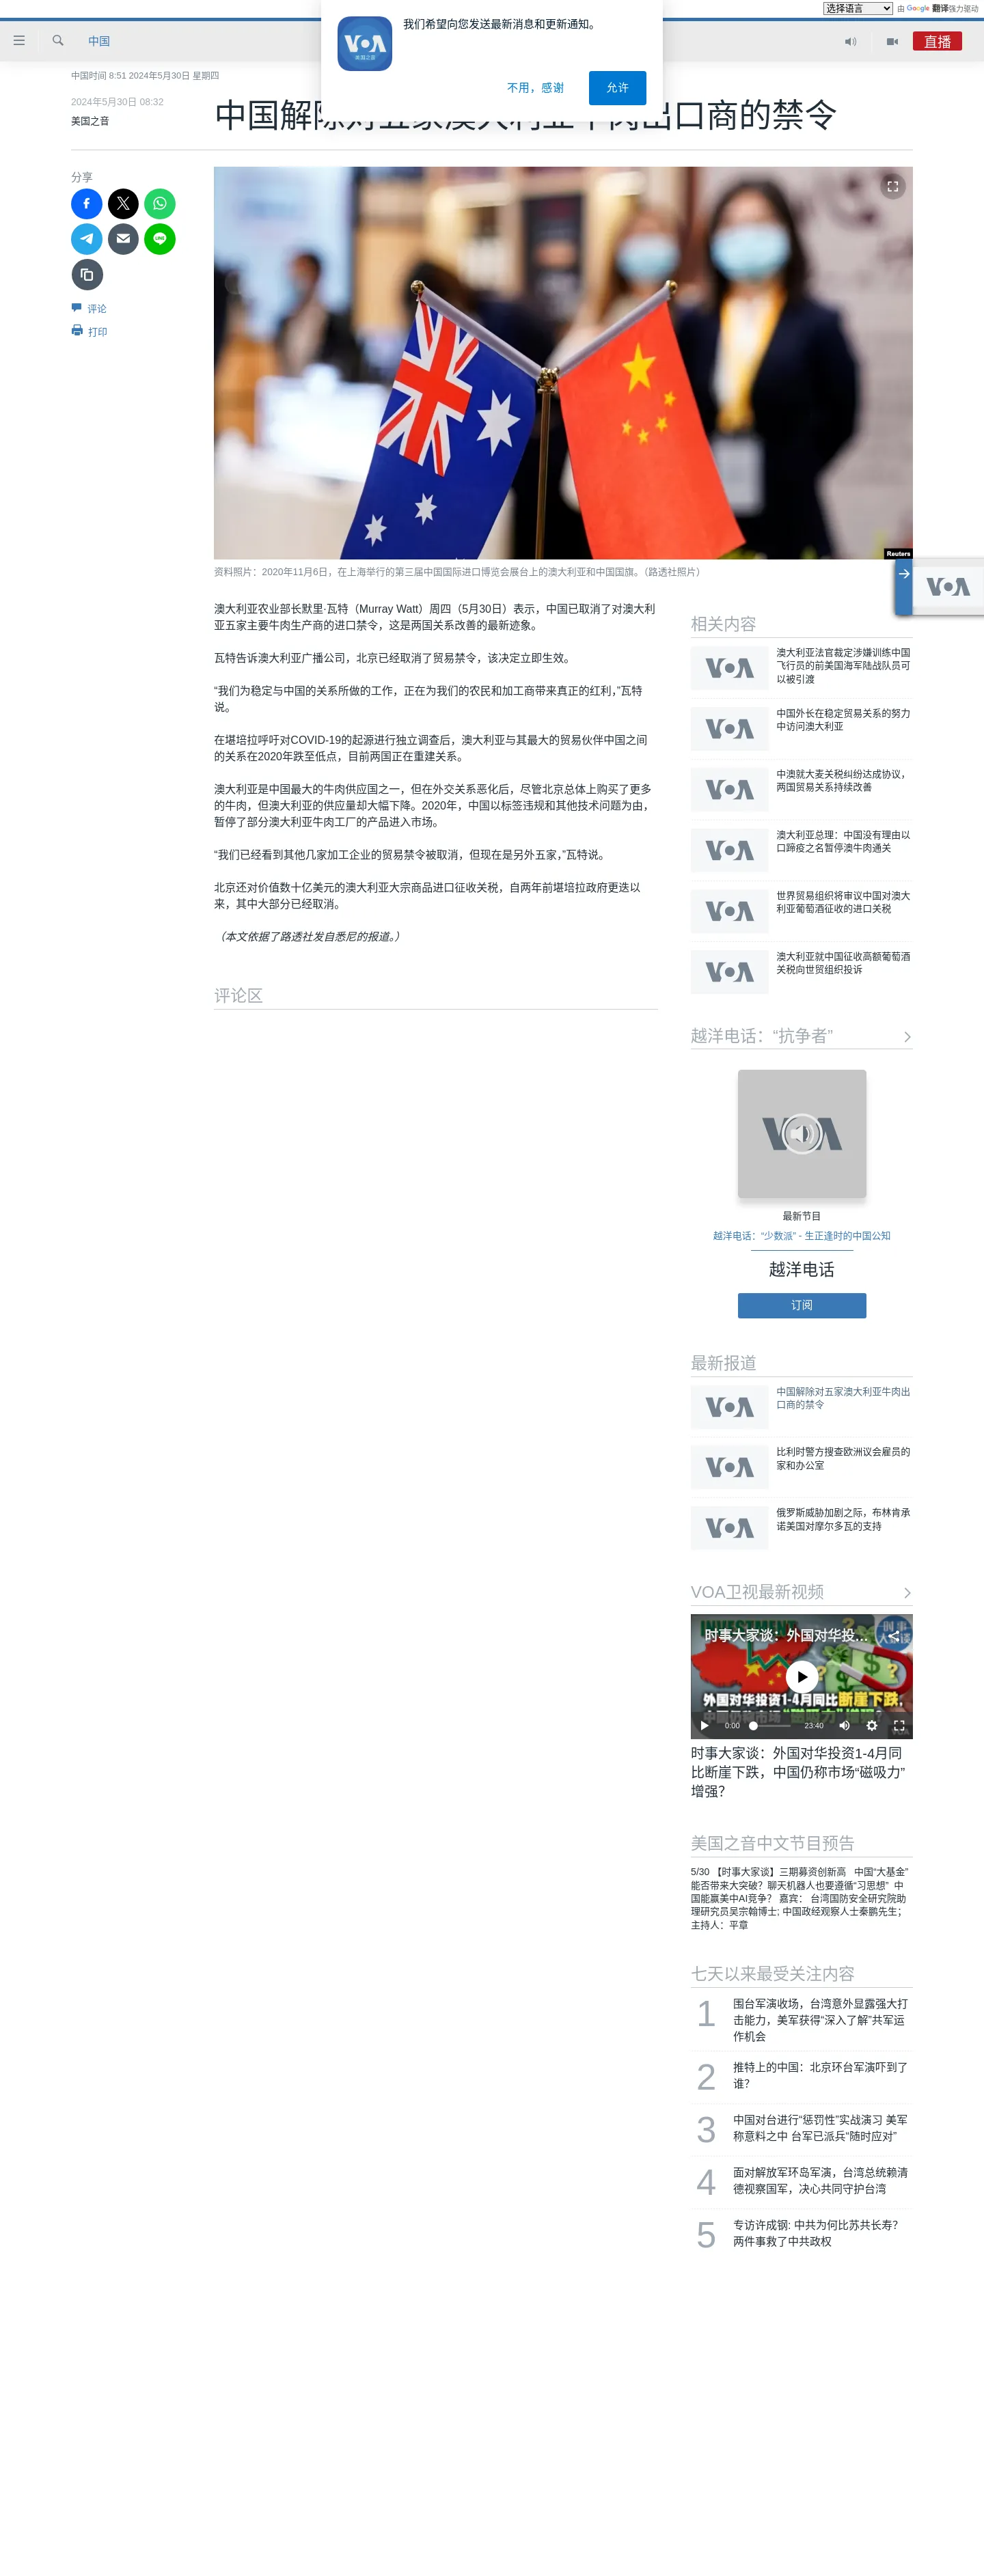 选择语言
由 Google 翻译强力驱动
我们希望向您发送最新消息和更新通知。
VOA
美国之音
不用，感谢
允许
中国
直播
中国时间 8:51 2024年5月30日 星期四
2024年5月30日 08:32
美国之音
中国解除对五家澳大利亚牛肉出口商的禁令
分享
评论
打印
Reuters
资料照片：2020年11月6日，在上海举行的第三届中国国际进口博览会展台上的澳大利亚和中国国旗。（路透社照片）
VOA
澳大利亚农业部长默里·瓦特（Murray Watt）周四（5月30日）表示，中国已取消了对澳大利
亚五家主要牛肉生产商的进口禁令，这是两国关系改善的最新迹象。
瓦特告诉澳大利亚广播公司，北京已经取消了贸易禁令，该决定立即生效。
“我们为稳定与中国的关系所做的工作，正在为我们的农民和加工商带来真正的红利，”瓦特
说。
在堪培拉呼吁对COVID-19的起源进行独立调查后，澳大利亚与其最大的贸易伙伴中国之间
的关系在2020年跌至低点，目前两国正在重建关系。
澳大利亚是中国最大的牛肉供应国之一，但在外交关系恶化后，尽管北京总体上购买了更多
的牛肉，但澳大利亚的供应量却大幅下降。2020年，中国以标签违规和其他技术问题为由，
暂停了部分澳大利亚牛肉工厂的产品进入市场。
“我们已经看到其他几家加工企业的贸易禁令被取消，但现在是另外五家，”瓦特说。
北京还对价值数十亿美元的澳大利亚大宗商品进口征收关税，自两年前堪培拉政府更迭以
来，其中大部分已经取消。
（本文依据了路透社发自悉尼的报道。）
评论区
相关内容
VOA
澳大利亚法官裁定涉嫌训练中国
飞行员的前美国海军陆战队员可
以被引渡
VOA
中国外长在稳定贸易关系的努力
中访问澳大利亚
VOA
中澳就大麦关税纠纷达成协议，
两国贸易关系持续改善
VOA
澳大利亚总理：中国没有理由以
口蹄疫之名暂停澳牛肉通关
VOA
世界贸易组织将审议中国对澳大
利亚葡萄酒征收的进口关税
VOA
澳大利亚就中国征收高额葡萄酒
关税向世贸组织投诉
越洋电话：“抗争者”
VOA
最新节目
越洋电话：“少数派” - 生正逢时的中国公知
越洋电话
订阅
最新报道
VOA
中国解除对五家澳大利亚牛肉出
口商的禁令
VOA
比利时警方搜查欧洲议会雇员的
家和办公室
VOA
俄罗斯威胁加剧之际，布林肯承
诺美国对摩尔多瓦的支持
VOA卫视最新视频
INVESTMENT
时事大家谈：外国对华投...
外国对华投资1-4月同比断崖下跌，
中国仍称市场“磁吸力”增强？
0:00
23:40
VOA
时事大家谈：外国对华投资1-4月同
比断崖下跌，中国仍称市场“磁吸力”
增强？
美国之音中文节目预告
5/30 【时事大家谈】三期募资创新高 中国“大基金”
能否带来大突破？聊天机器人也要遵循“习思想” 中
国能赢美中AI竞争？ 嘉宾： 台湾国防安全研究院助
理研究员吴宗翰博士; 中国政经观察人士秦鹏先生；
主持人：平章
七天以来最受关注内容
1
围台军演收场，台湾意外显露强大打
击能力，美军获得“深入了解”共军运
作机会
2
推特上的中国：北京环台军演吓到了
谁？
3
中国对台进行“惩罚性”实战演习 美军
称意料之中 台军已派兵“随时应对”
4
面对解放军环岛军演，台湾总统赖清
德视察国军，决心共同守护台湾
5
专访许成钢: 中共为何比苏共长寿？
两件事救了中共政权